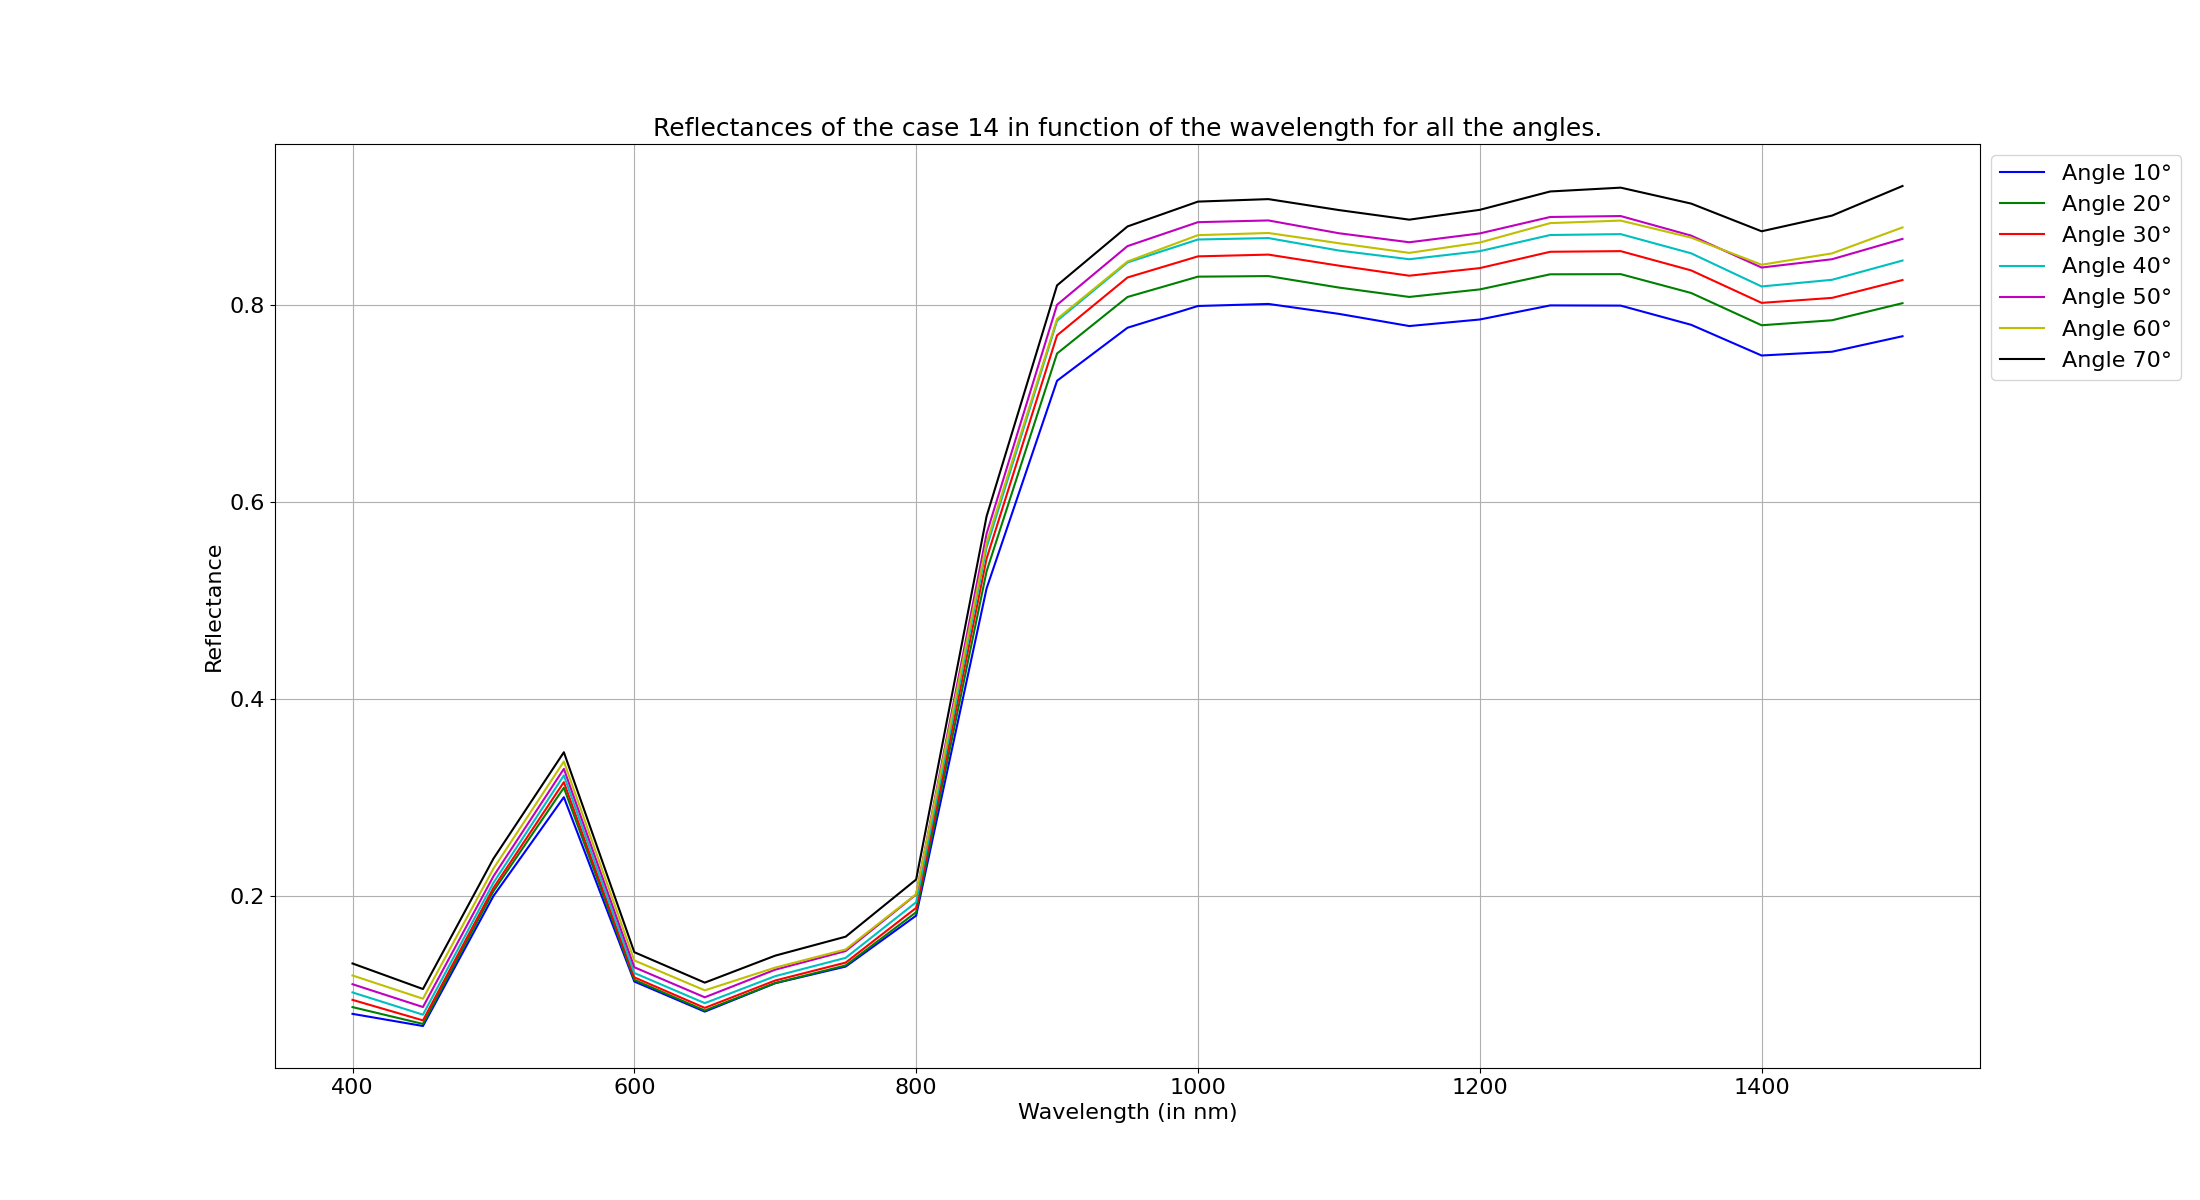 Reflectances of the case 14 in function of the wavelength for all the angles.
Angle 10°
Angle 20°
Angle 30°
Angle 40°
Angle 50°
Angle 60°
Angle 70°
0.8
0.6
0.4
0.2
Reflectance
400 600 800 1000 1200 1400
Wavelength (in nm)